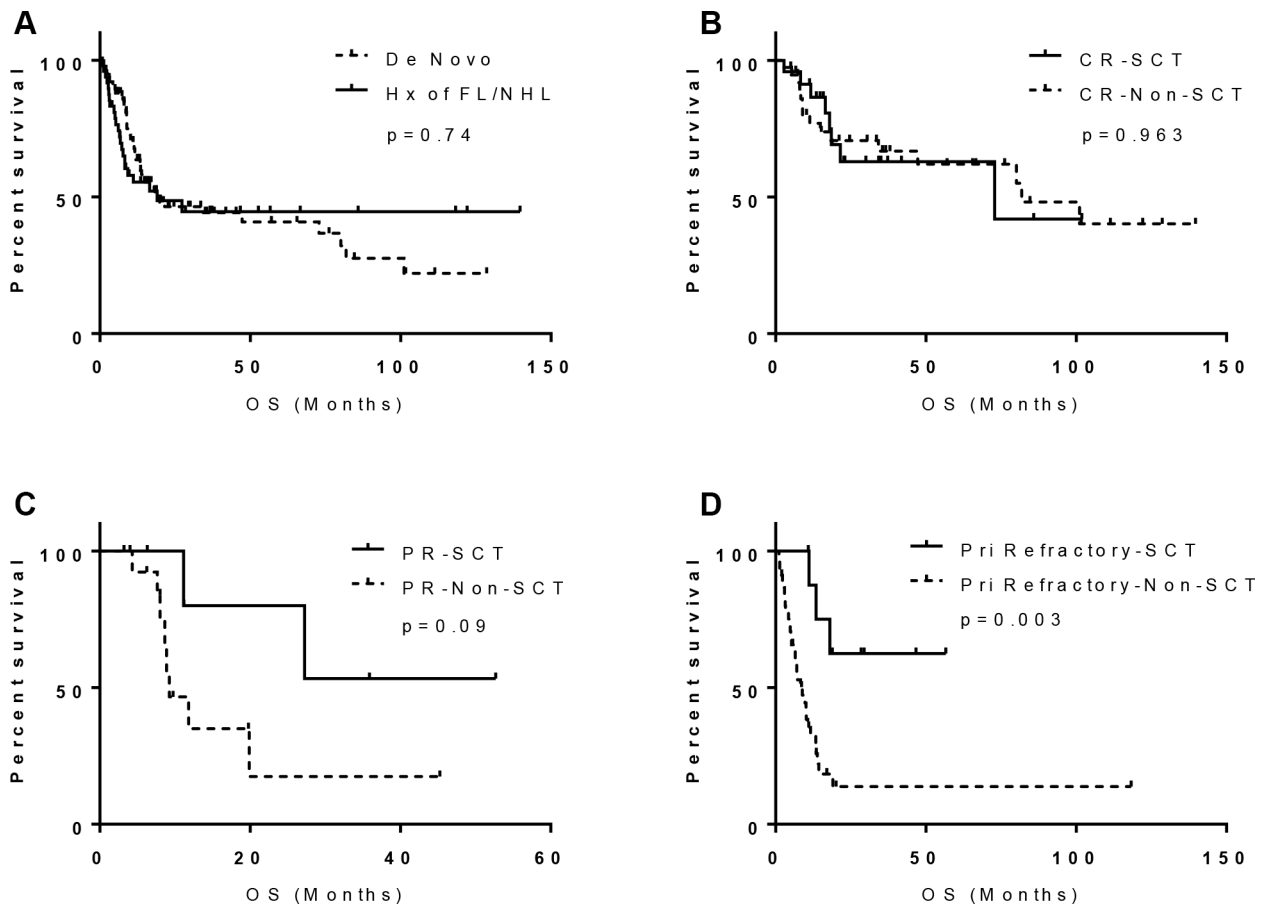 A
Percent survival
100
50
0
De Novo
Hx of FL/NHL
p=0.74
0 50 100 150
OS (Months)
B
Percent survival
100
50
0
CR-SCT
CR-Non-SCT
p=0.963
0 50 100 150
OS (Months)
C
Percent survival
100
50
0
PR-SCT
PR-Non-SCT
p=0.09
0 20 40 60
OS (Months)
D
Percent survival
100
50
0
Pri Refractory-SCT
Pri Refractory-Non-SCT
p=0.003
0 50 100 150
OS (Months)